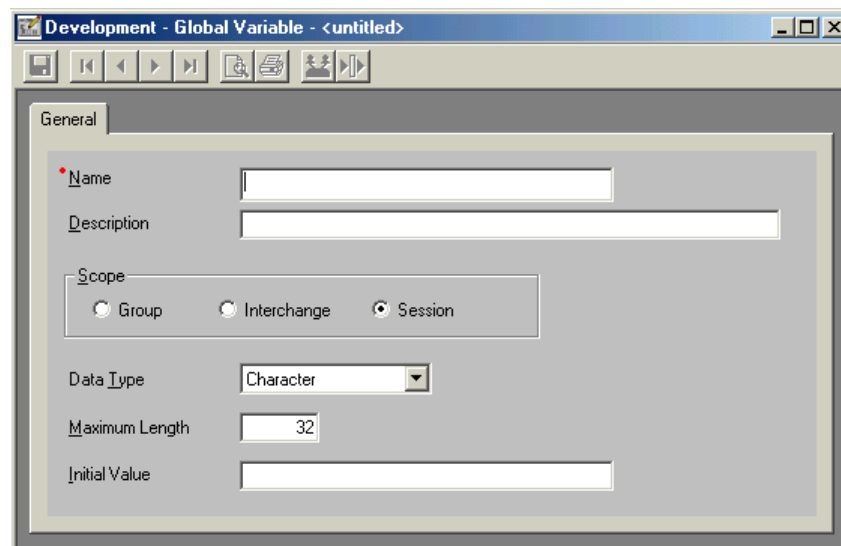 Development - Global Variable - <untitled>
General
Name
Description
Scope
Group Interchange Session
Data Type Character
Maximum Length 32
Initial Value